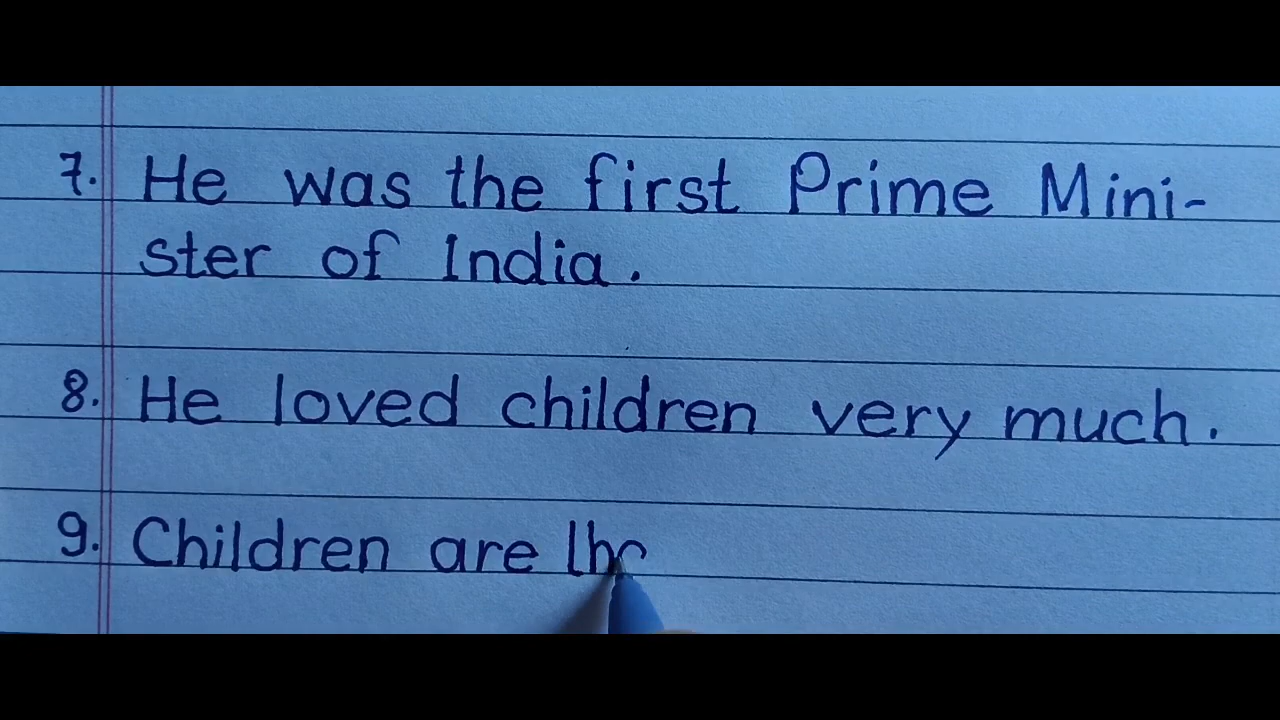 7. He was the first Prime Mini-
ster of India.
8. He loved children very much.
9. Children are